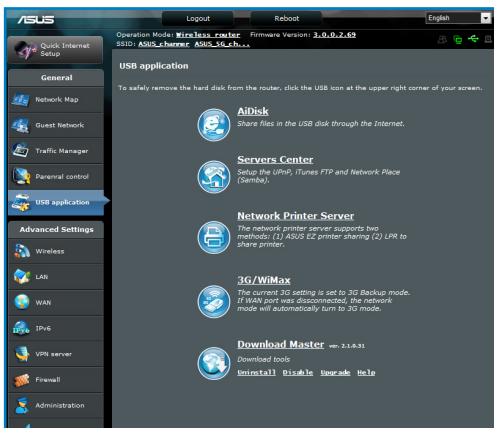 ASUS
Logout
Reboot
English
Operation Mode: Wireless router Firmware Version: 3.0.0.2.69
SSID: ASUS_channer ASUS_5G_ch...
Quick Internet
Setup
General
Network Map
Guest Network
Traffic Manager
Parenral control
USB application
Advanced Settings
Wireless
LAN
WAN
IPv6
VPN server
Firewall
Administration
USB application
To safely remove the hard disk from the router, click the USB icon at the upper right corner of your screen.
AiDisk
Share files in the USB disk through the Internet.
Servers Center
Setup the UPnP, iTunes FTP and Network Place
(Samba).
Network Printer Server
The network printer server supports two
methods: (1) ASUS EZ printer sharing (2) LPR to
share printer.
3G/WiMax
The current 3G setting is set to 3G Backup mode.
If WAN port was dissconnected, the network
mode will automatically turn to 3G mode.
Download Master ver. 2.1.0.31
Download tools
Uninstall Disable Upgrade Help